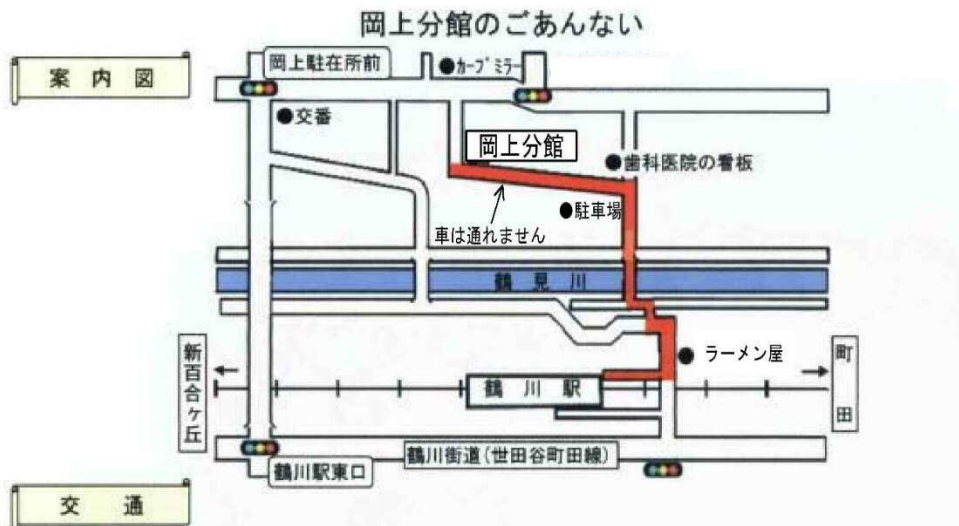 岡上分館のごあんない
案内図
岡上駐在所前
●カーブミラー
●交番
岡上分館
●歯科医院の看板
●駐車場
車は通れません
鶴見川
新百合ヶ丘
←
●ラーメン屋
→
町田
鶴川駅
鶴川街道(世田谷町田線)
鶴川駅東口
交通